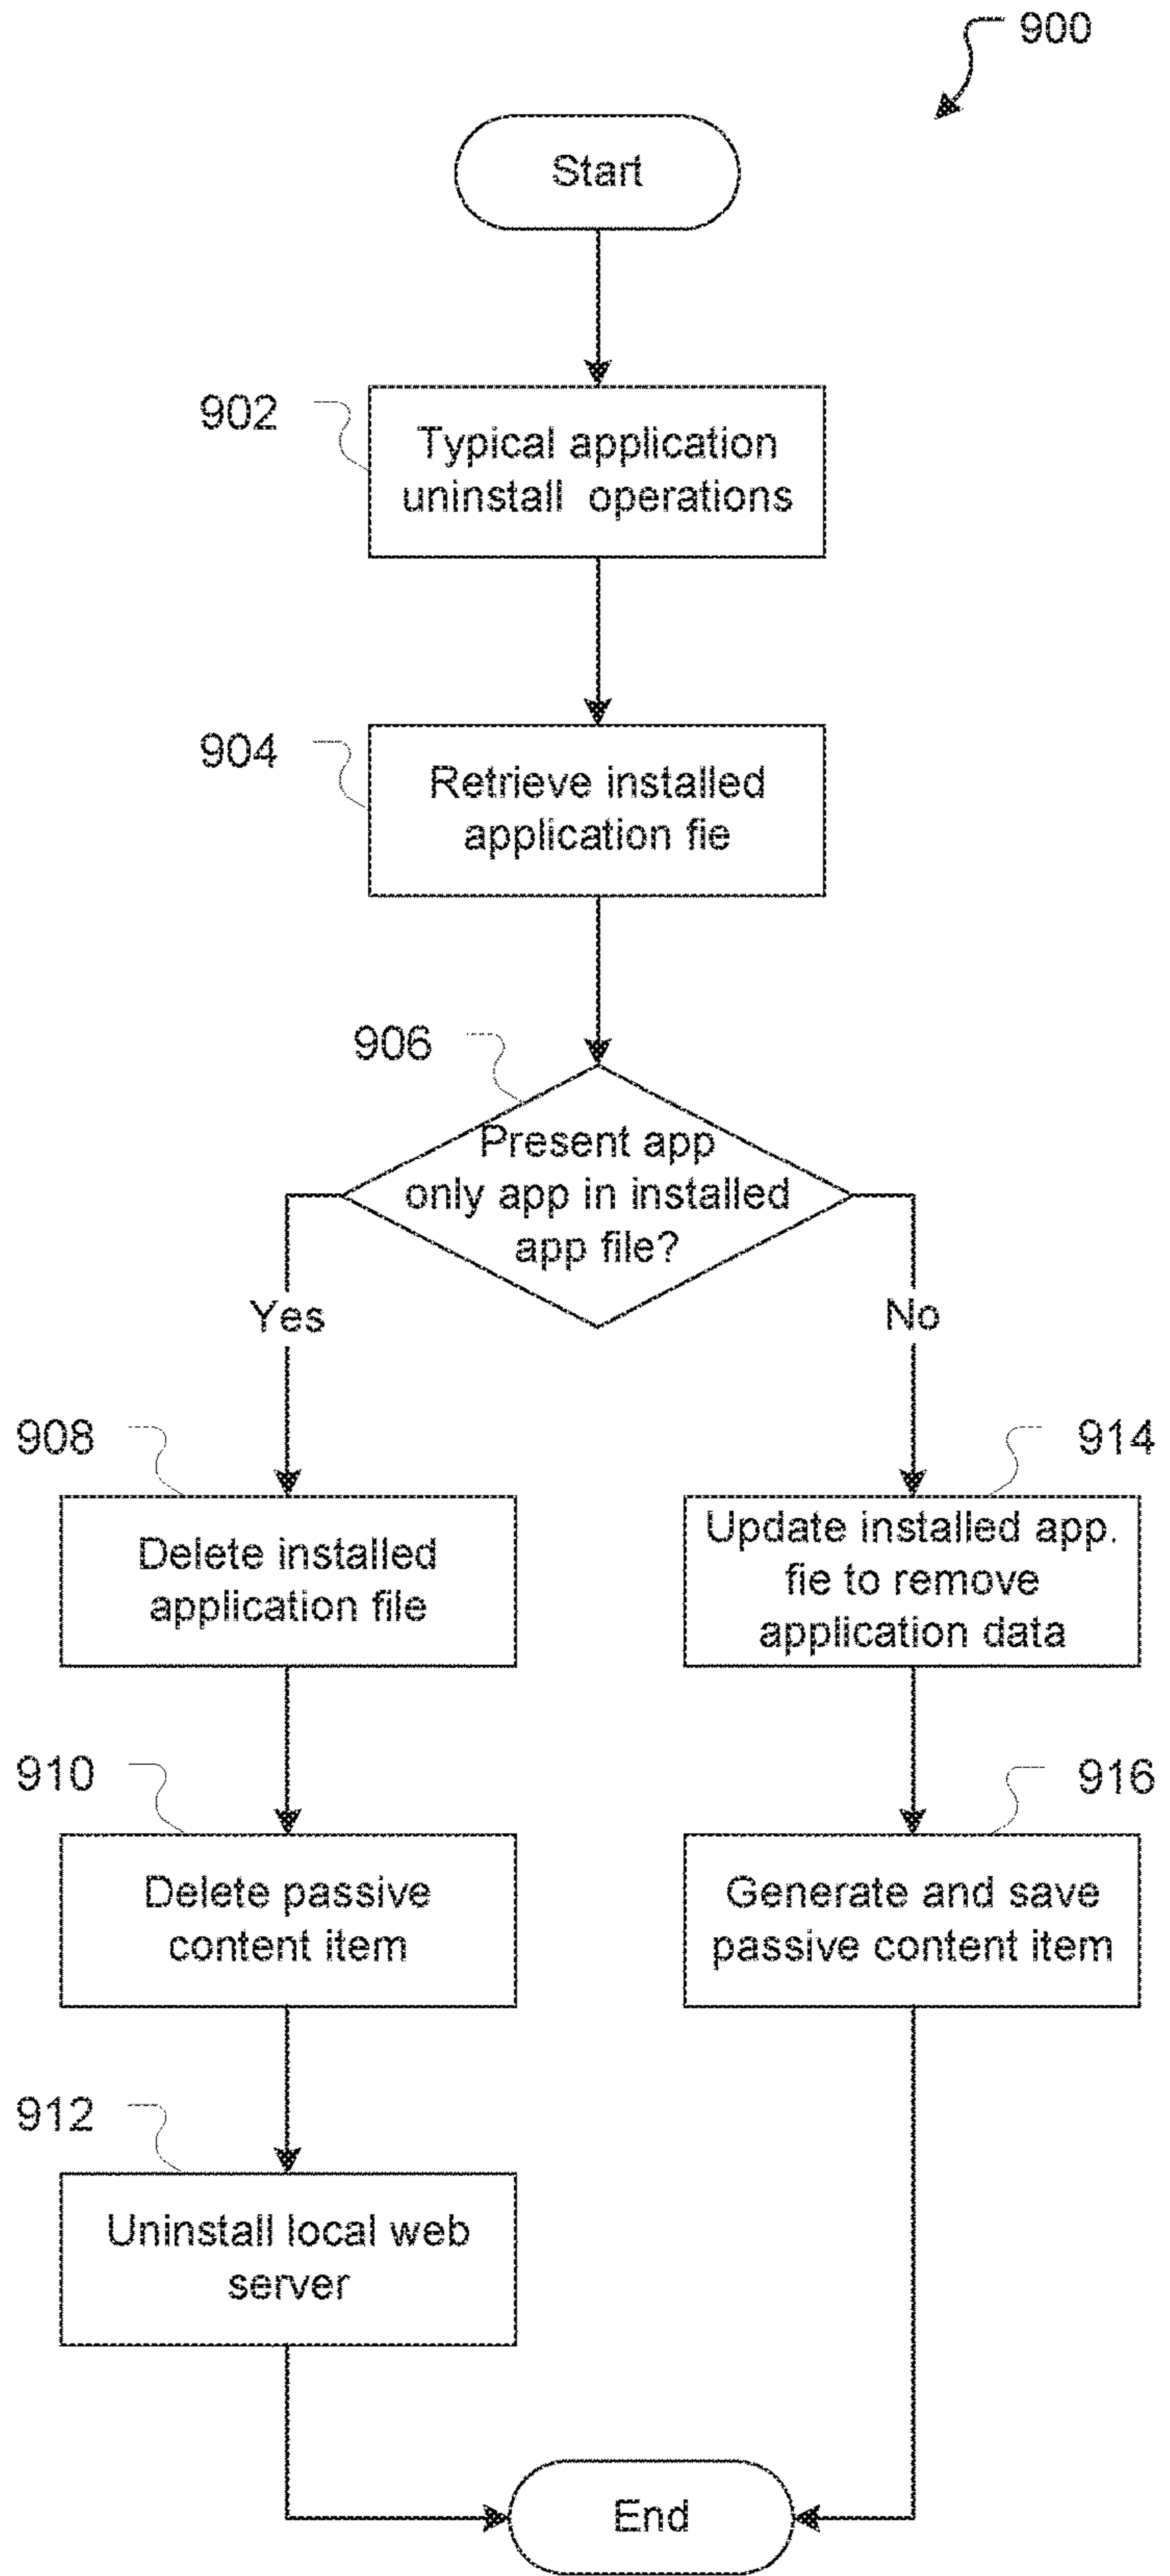 900
Start
902
Typical application
uninstall operations
904
Retrieve installed
application fie
906
Present app
only app in installed
app file?
Yes
No
908
Delete installed
application file
914
Update installed app.
fie to remove
application data
910
Delete passive
content item
916
Generate and save
passive content item
912
Uninstall local web
server
End